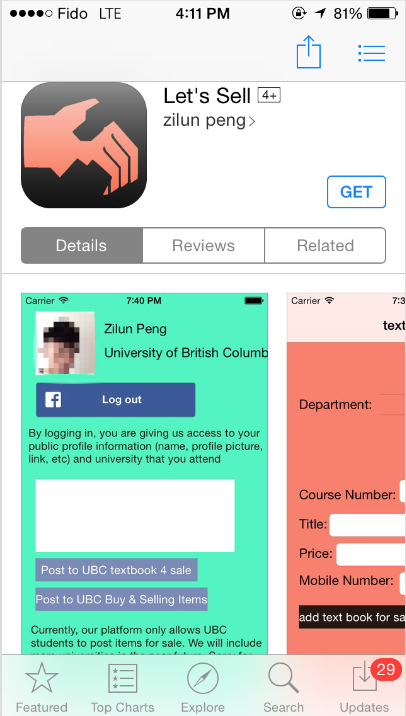 Fido LTE 4:11 PM 81%
Let's Sell 4+
zilun peng
GET
Details Reviews Related
Carrier 7:40 PM
Zilun Peng
University of British Columb
Log out
By logging in, you are giving us access to your
public profile information (name, profile picture,
link, etc) and university that you attend
Post to UBC textbook 4 sale
Post to UBC Buy & Selling Items
Currently, our platform only allows UBC
students to post items for sale. We will include
Carrier 7:3
text
Department:
Course Number:
Title:
Price:
Mobile Number:
add text book for sa
29
Featured Top Charts Explore Search Updates